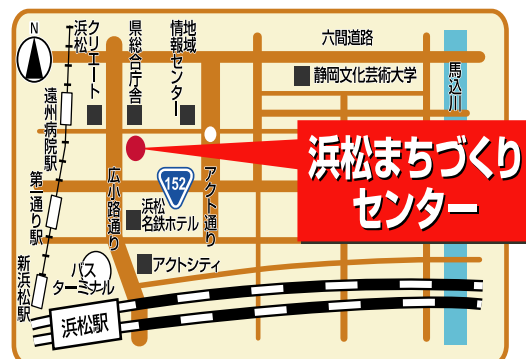 N
浜松
クリエート
県総合庁舎
地域
情報センター
六間道路
静岡文化芸術大学
馬込川
遠州病院駅
浜松まちづくり
センター
第一通り駅
広小路通り
152
アクト通り
浜松
名鉄ホテル
新浜松駅
バス
ターミナル
アクトシティ
浜松駅